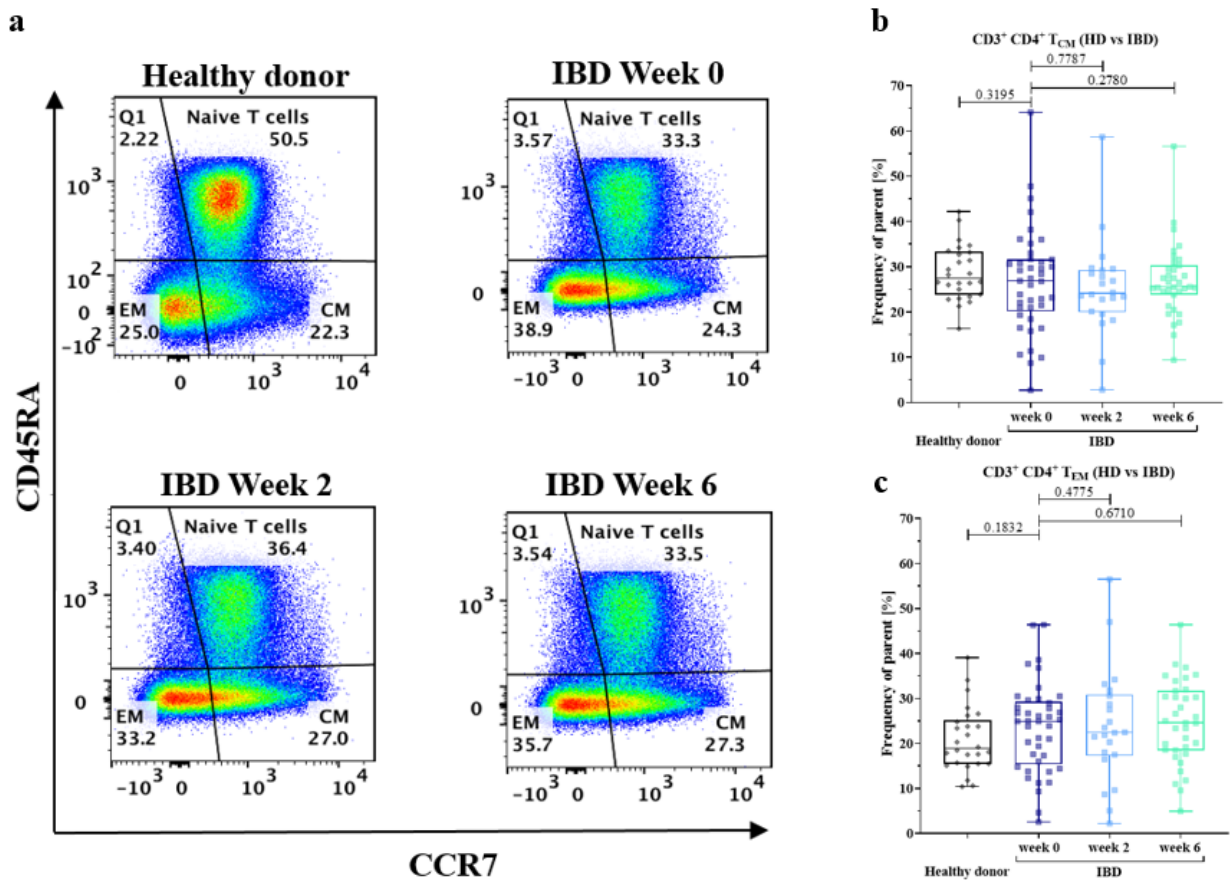 a
CD45RA
CCR7
Healthy donor
Q1
2.22
Naive T cells
50.5
EM
25.0
CM
22.3
10³
10²
0
-10²
0 10³ 10⁴
IBD Week 0
Q1
3.57
Naive T cells
33.3
EM
38.9
CM
24.3
10³
0
-10³ 0 10³ 10⁴
IBD Week 2
Q1
3.40
Naive T cells
36.4
EM
33.2
CM
27.0
10³
0
-10³ 0 10³ 10⁴
IBD Week 6
Q1
3.54
Naive T cells
33.5
EM
35.7
CM
27.3
10³
0
-10³ 0 10³ 10⁴
b
CD3⁺ CD4⁺ T_CM (HD vs IBD)
0.7787
0.2780
0.3195
Frequency of parent [%]
70
60
50
40
30
20
10
0
week 0 week 2 week 6
Healthy donor IBD
c
CD3⁺ CD4⁺ T_EM (HD vs IBD)
0.4775
0.6710
0.1832
Frequency of parent [%]
70
60
50
40
30
20
10
0
week 0 week 2 week 6
Healthy donor IBD